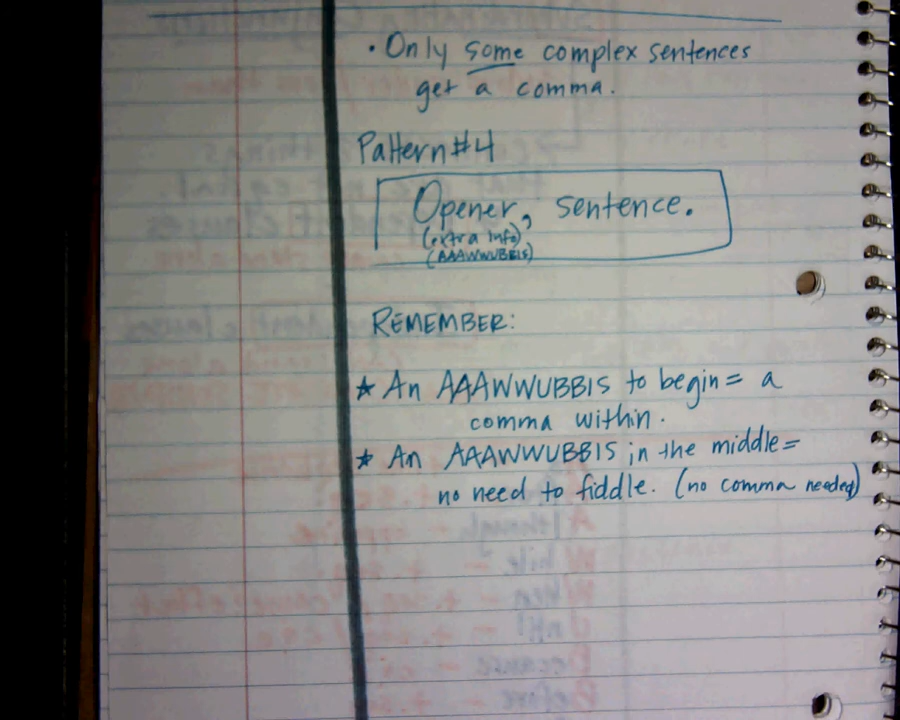 • Only some complex sentences
get a comma.
Pattern #4
Opener, sentence.
(extra info)
(AAAWWUBBIS)
REMEMBER:
★ An AAAWWUBBIS to begin = a
comma within.
★ An AAAWWUBBIS in the middle =
no need to fiddle. (no comma needed)